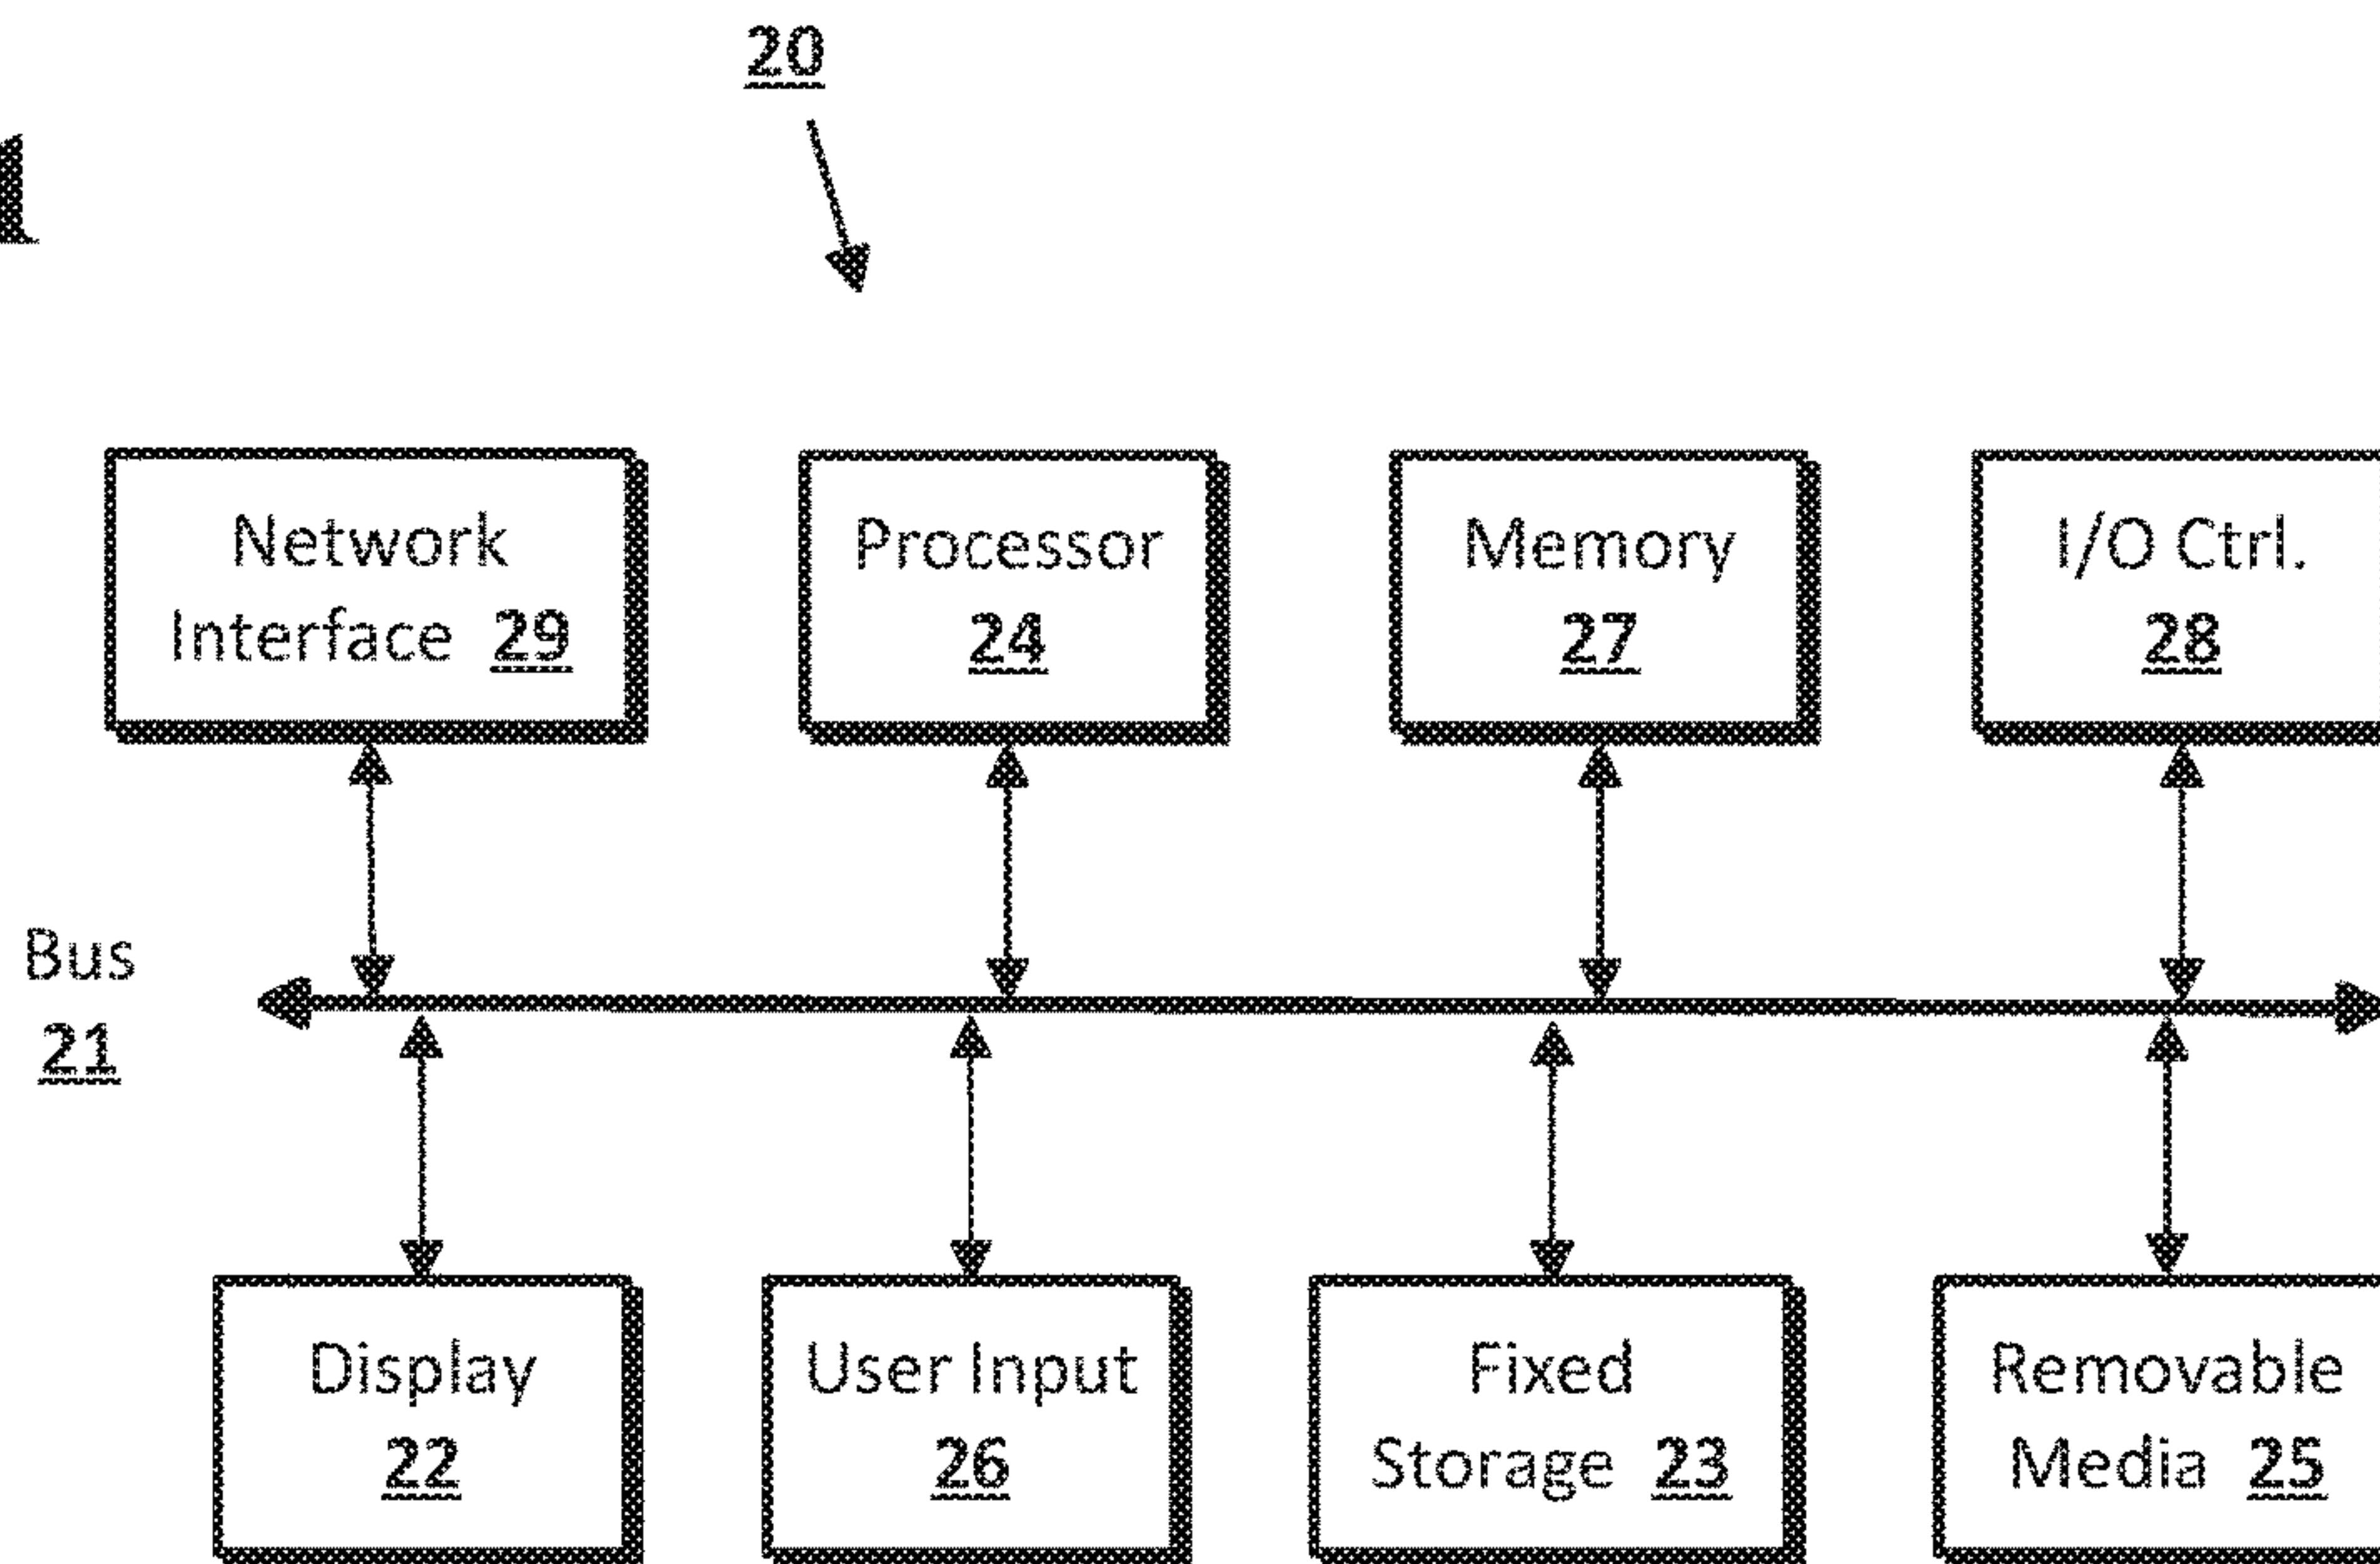 20
Network
Interface 29
Processor
24
Memory
27
I/O Ctrl.
28
Bus
21
Display
22
User Input
26
Fixed
Storage 23
Removable
Media 25